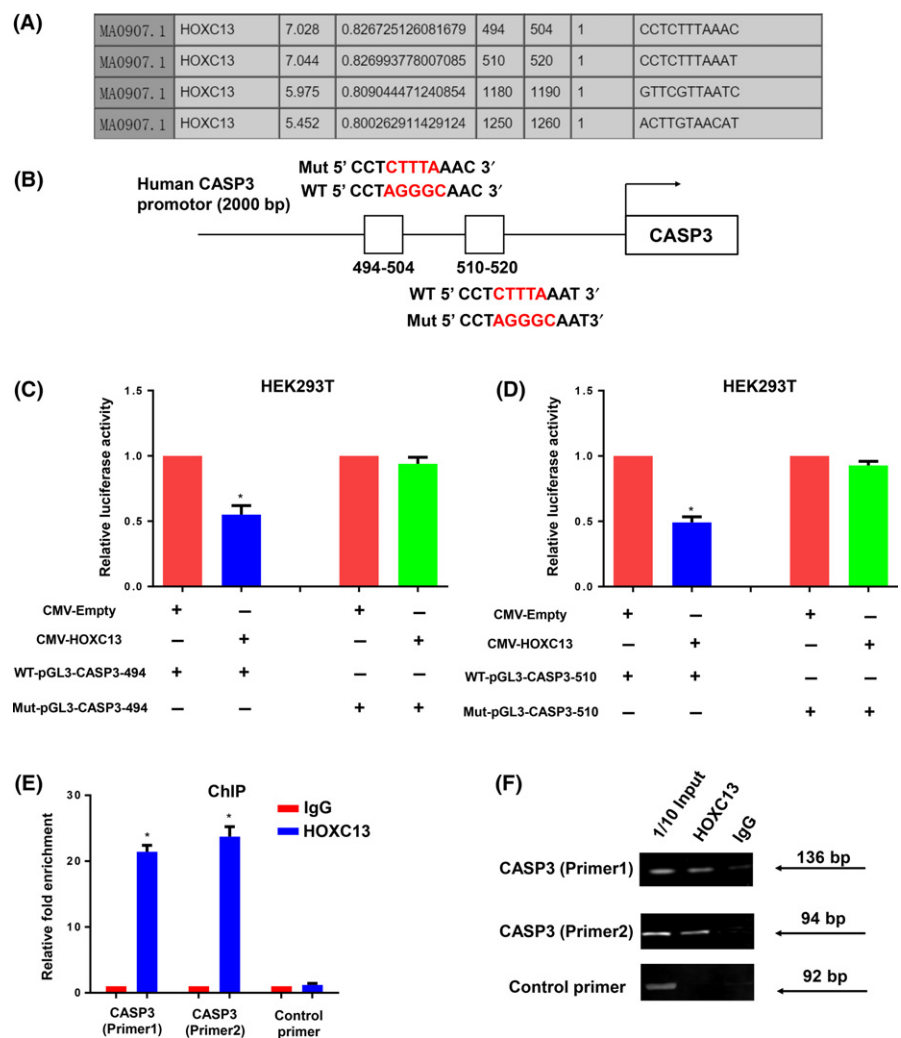 (A)
MA0907.1 HOXC13 7.028 0.826725126081679 494 504 1 CCTCTTTAAAC
MA0907.1 HOXC13 7.044 0.826993778007085 510 520 1 CCTCTTTAAAT
MA0907.1 HOXC13 5.975 0.809044471240854 1180 1190 1 GTTCGTTAATC
MA0907.1 HOXC13 5.452 0.800262911429124 1250 1260 1 ACTTGTAACAT
(B)
Mut 5′ CCTCTTTAAAC 3′
WT 5′ CCTAGGGCAAC 3′
Human CASP3
promotor (2000 bp)
CASP3
494-504
510-520
WT 5′ CCTCTTTAAAT 3′
Mut 5′ CCTAGGGCAAT3′
(C)
HEK293T
Relative luciferase activity
1.5
1.0
0.5
0.0
*
CMV-Empty + – + –
CMV-HOXC13 – + – +
WT-pGL3-CASP3-494 + + – –
Mut-pGL3-CASP3-494 – – + +
(D)
HEK293T
Relative luciferase activity
1.5
1.0
0.5
0.0
*
CMV-Empty + – + –
CMV-HOXC13 – + – +
WT-pGL3-CASP3-510 + + – –
Mut-pGL3-CASP3-510 – – + +
(E)
ChIP
Relative fold enrichment
30
20
10
0
* *
IgG
HOXC13
CASP3
(Primer1)
CASP3
(Primer2)
Control
primer
(F)
1/10 Input
HOXC13
IgG
CASP3 (Primer1) 136 bp
CASP3 (Primer2) 94 bp
Control primer 92 bp